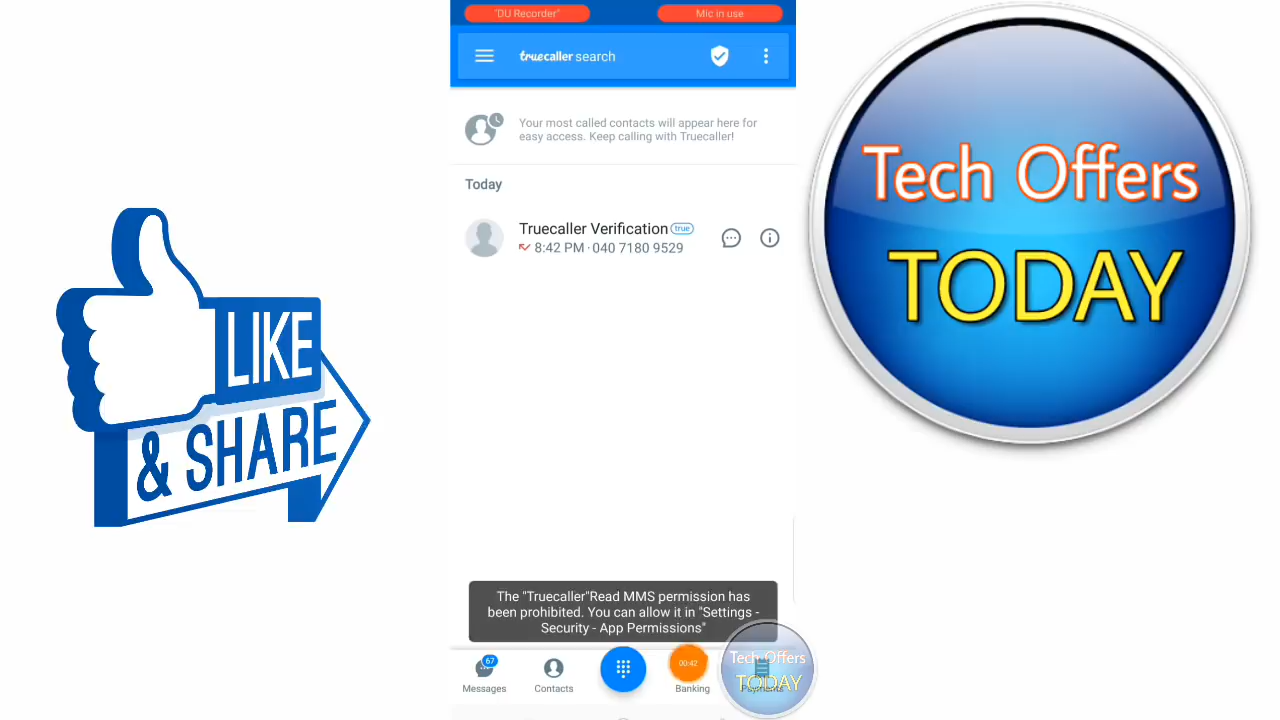 "DU Recorder"
Mic in use
truecaller search
Your most called contacts will appear here for
easy access. Keep calling with Truecaller!
Today
Truecaller Verification true
8:42 PM · 040 7180 9529
The "Truecaller"Read MMS permission has
been prohibited. You can allow it in "Settings -
Security - App Permissions"
67
Messages
Contacts
00:42
Banking
Payments
Tech Offers
TODAY
LIKE
& SHARE
Tech Offers
TODAY